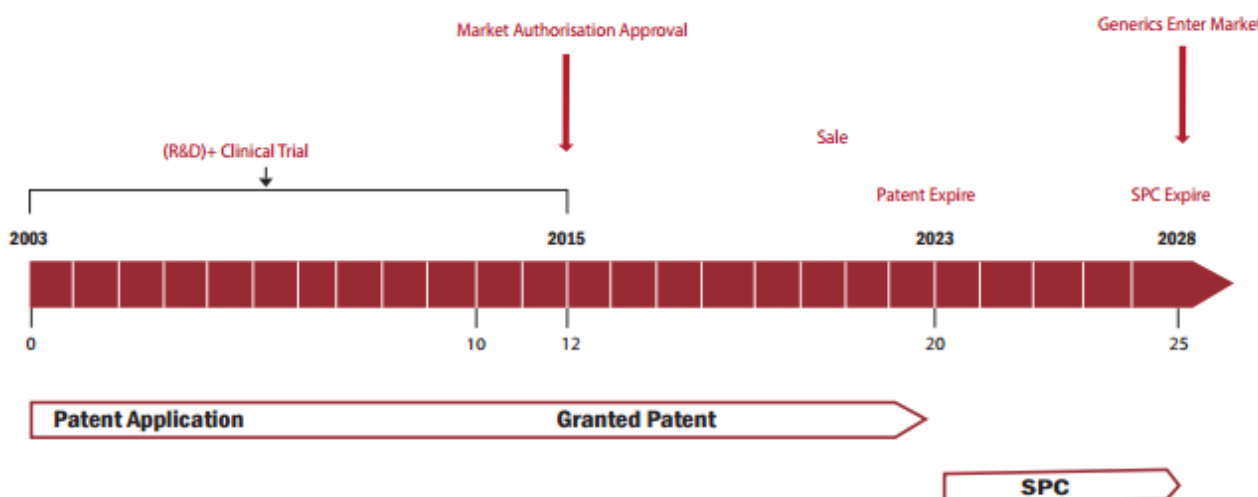 Market Authorisation Approval
Generics Enter Market
Sale
(R&D)+ Clinical Trial
Patent Expire
SPC Expire
2003
2015
2023
2028
0
10
12
20
25
Patent Application
Granted Patent
SPC